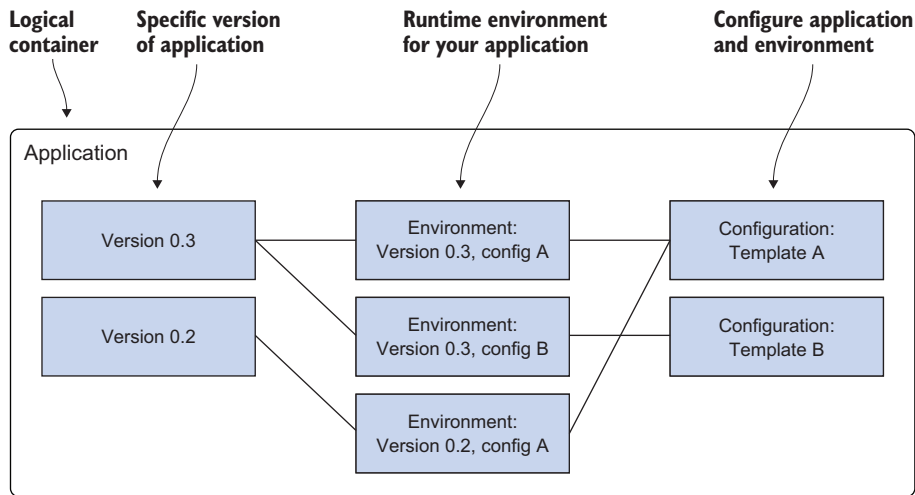 Logical
container
Specific version
of application
Runtime environment
for your application
Configure application
and environment
Application
Version 0.3
Environment:
Version 0.3, config A
Configuration:
Template A
Version 0.2
Environment:
Version 0.3, config B
Configuration:
Template B
Environment:
Version 0.2, config A